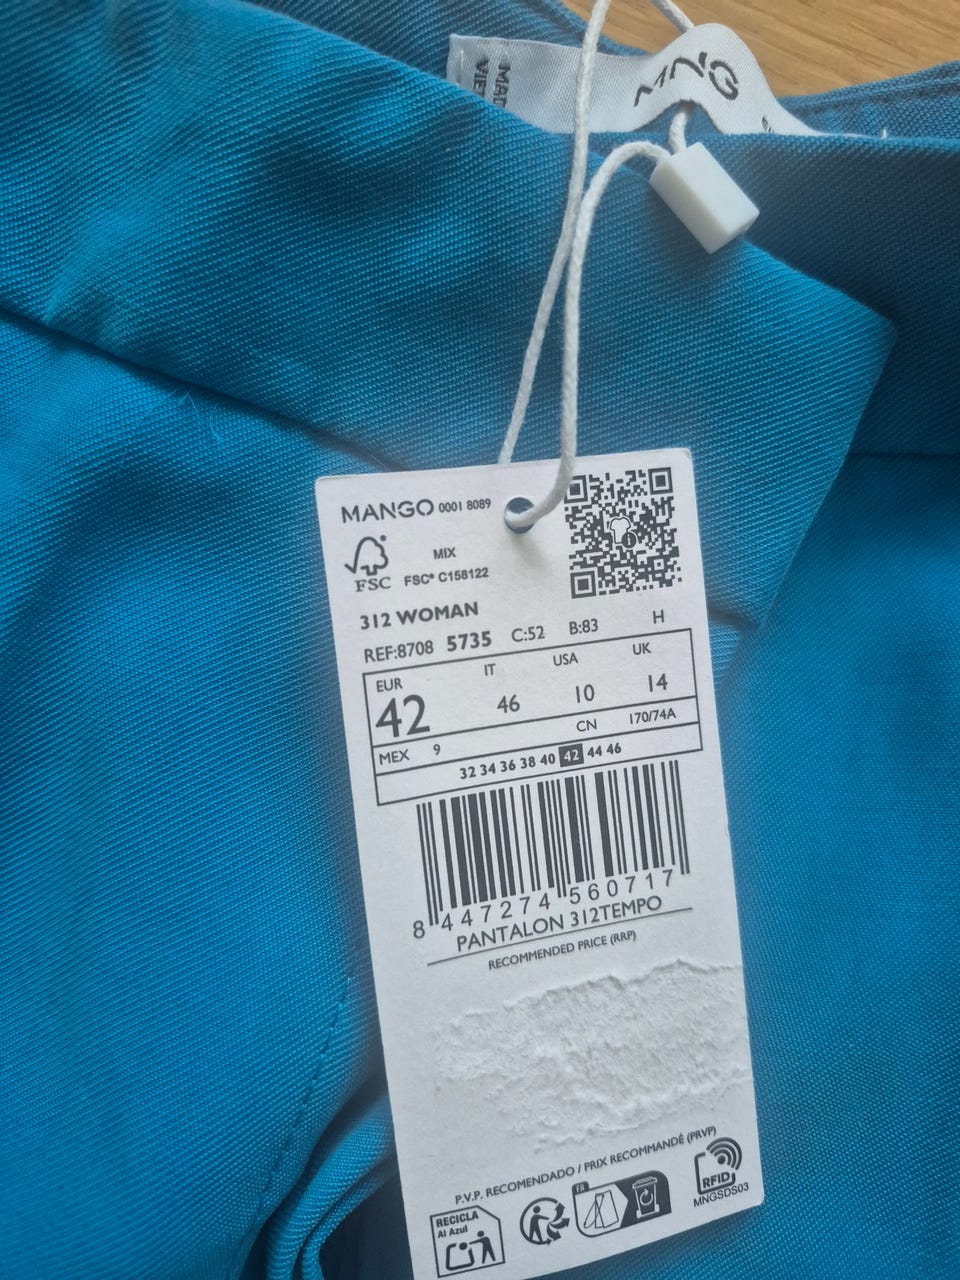 MANGO
MANGO 0001 8089
MIX
FSC
FSC® C158122
312 WOMAN
REF:8708 5735 C:52 B:83 H
EUR IT USA UK
42 46 10 14
MEX 9 CN 170/74A
32 34 36 38 40 42 44 46
8 447274 560717
PANTALON 312TEMPO
RECOMMENDED PRICE (RRP)
P.V.P. RECOMENDADO / PRIX RECOMMANDÉ (PRVP)
RECICLA
Al Azul
FR
RFID
MNGSDS03